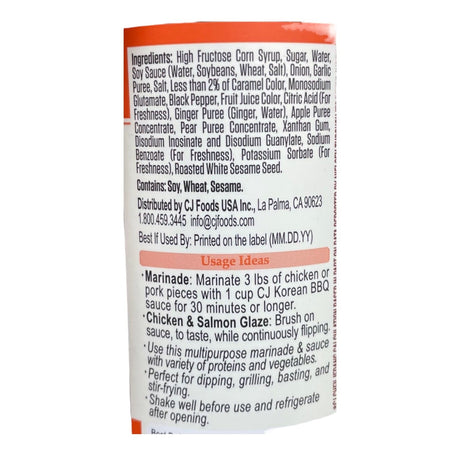 Ingredients: High Fructose Corn Syrup, Sugar, Water,
Soy Sauce (Water, Soybeans, Wheat, Salt), Onion, Garlic
Puree, Salt, Less than 2% of Caramel Color, Monosodium
Glutamate, Black Pepper, Fruit Juice Color, Citric Acid (For
Freshness), Ginger Puree (Ginger, Water), Apple Puree
Concentrate, Pear Puree Concentrate, Xanthan Gum,
Disodium Inosinate and Disodium Guanylate, Sodium
Benzoate (For Freshness), Potassium Sorbate (For
Freshness), Roasted White Sesame Seed.
Contains: Soy, Wheat, Sesame.
Distributed by CJ Foods USA Inc., La Palma, CA 90623
1.800.459.3445 info@cjfoods.com
Best If Used By: Printed on the label (MM.DD.YY)
Usage Ideas
• Marinade: Marinate 3 lbs of chicken or
pork pieces with 1 cup CJ Korean BBQ
sauce for 30 minutes or longer.
• Chicken & Salmon Glaze: Brush on
sauce, to taste, while continuously flipping.
• Use this multipurpose marinade & sauce
with variety of proteins and vegetables.
• Perfect for dipping, grilling, basting, and
stir-frying.
• Shake well before use and refrigerate
after opening.